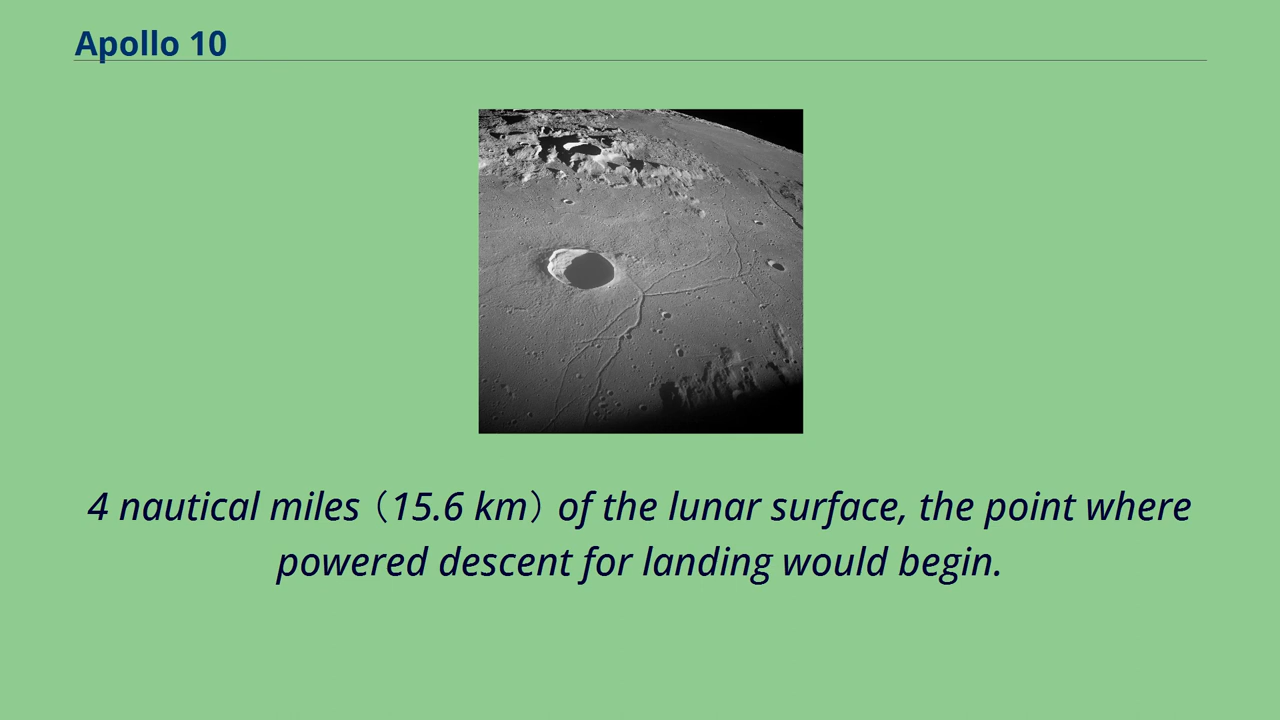 Apollo 10
4 nautical miles（15.6 km）of the lunar surface, the point where
powered descent for landing would begin.